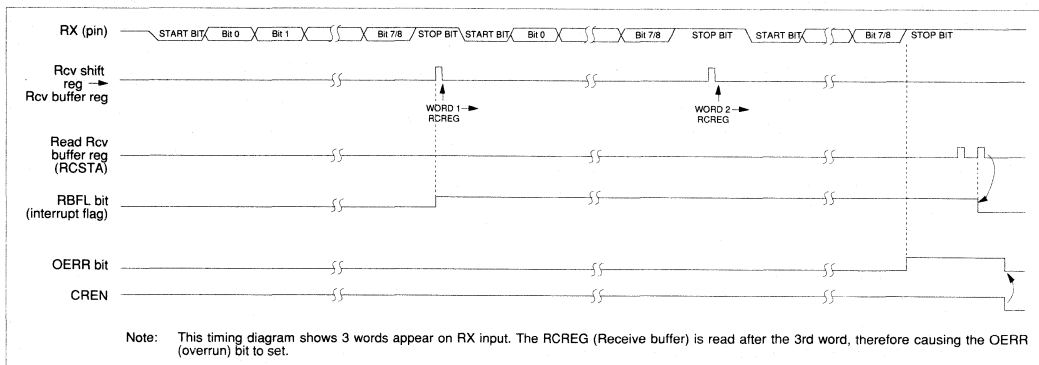 RX (pin) START BIT Bit 0 Bit 1 Bit 7/8 STOP BIT START BIT Bit 0 Bit 7/8 STOP BIT START BIT Bit 7/8 STOP BIT
Rcv shift
reg
Rcv buffer reg
WORD 1
RCREG
WORD 2
RCREG
Read Rcv
buffer reg
(RCSTA)
RBFL bit
(interrupt flag)
OERR bit
CREN
Note: This timing diagram shows 3 words appear on RX input. The RCREG (Receive buffer) is read after the 3rd word, therefore causing the OERR
(overrun) bit to set.